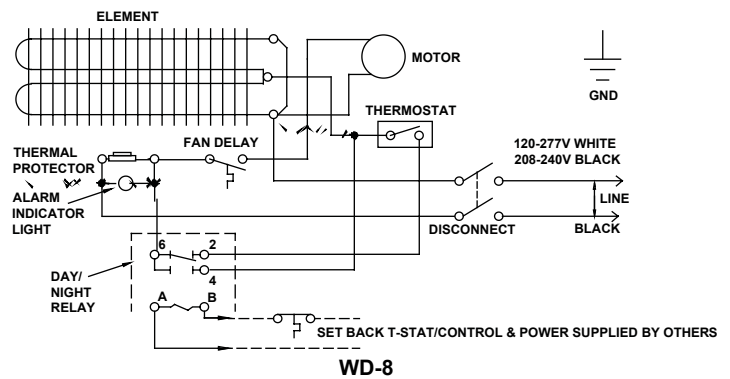 ELEMENT
MOTOR
GND
THERMOSTAT
FAN DELAY
120-277V WHITE
208-240V BLACK
THERMAL
PROTECTOR
ALARM
INDICATOR
LIGHT
LINE
DISCONNECT
BLACK
6
2
4
DAY/
NIGHT
RELAY
A
B
SET BACK T-STAT/CONTROL & POWER SUPPLIED BY OTHERS
WD-8